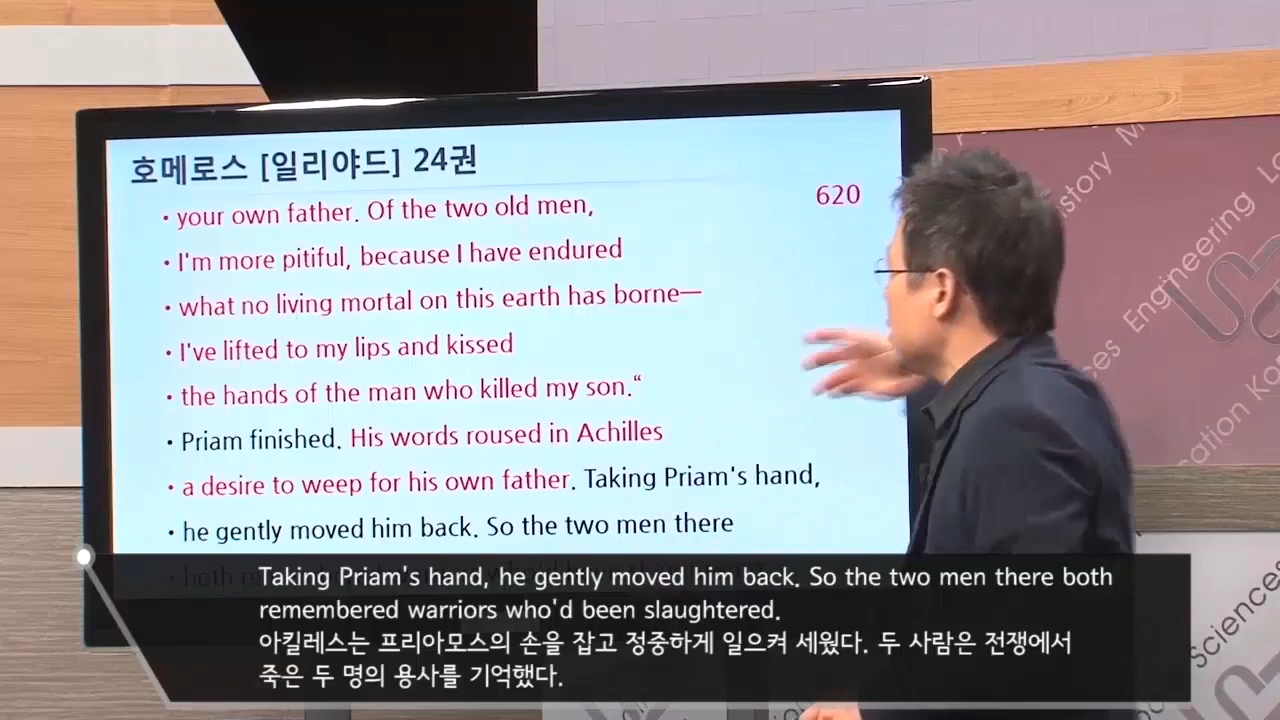 호메로스 [일리야드] 24권
620
• your own father. Of the two old men,
• I'm more pitiful, because I have endured
• what no living mortal on this earth has borne—
• I've lifted to my lips and kissed
• the hands of the man who killed my son.“
• Priam finished. His words roused in Achilles
• a desire to weep for his own father. Taking Priam's hand,
• he gently moved him back. So the two men there
• both
Taking Priam's hand, he gently moved him back. So the two men there both
remembered warriors who'd been slaughtered.
아킬레스는 프리아모스의 손을 잡고 정중하게 일으켜 세웠다. 두 사람은 전쟁에서
죽은 두 명의 용사를 기억했다.
Engineering
Sciences